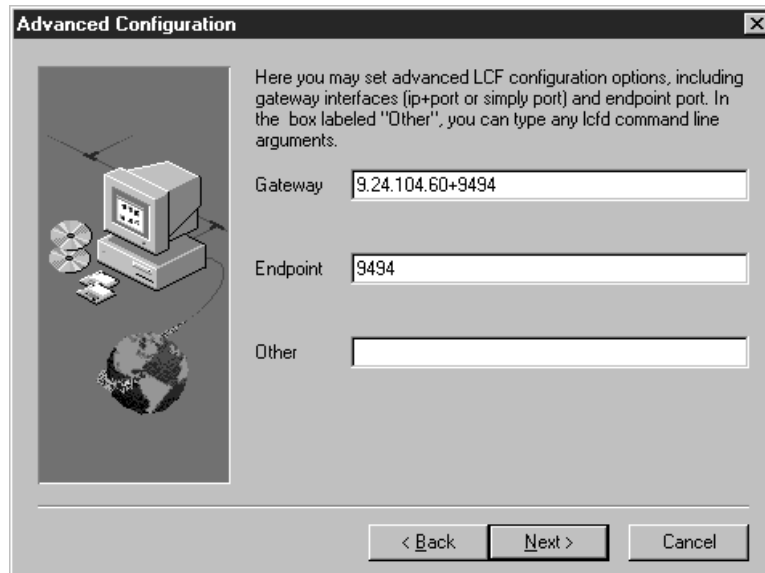 Advanced Configuration
Here you may set advanced LCF configuration options, including
gateway interfaces (ip+port or simply port) and endpoint port. In
the box labeled "Other", you can type any lcfd command line
arguments.
Gateway 9.24.104.60+9494
Endpoint 9494
Other
< Back Next > Cancel